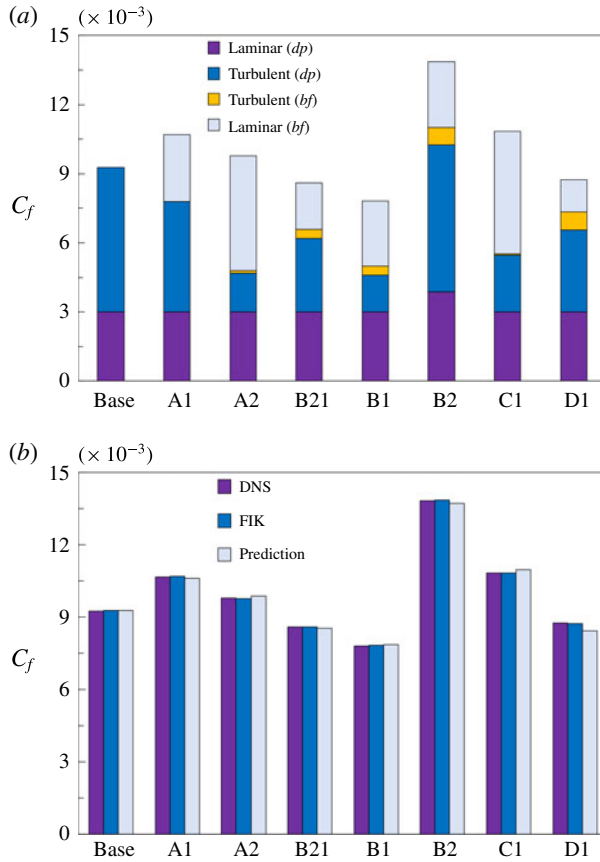 (a) (× 10⁻³)
15
Laminar (dp)
Turbulent (dp)
12
Turbulent (bf)
Laminar (bf)
9
C_f
6
3
0
Base A1 A2 B21 B1 B2 C1 D1
(b) (× 10⁻³)
15
DNS
FIK
12
Prediction
9
C_f
6
3
0
Base A1 A2 B21 B1 B2 C1 D1